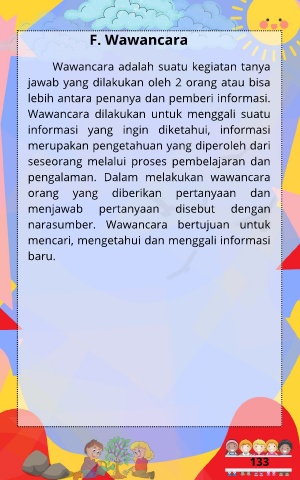 F. Wawancara
Wawancara adalah suatu kegiatan tanya
jawab yang dilakukan oleh 2 orang atau bisa
lebih antara penanya dan pemberi informasi.
Wawancara dilakukan untuk menggali suatu
informasi yang ingin diketahui, informasi
merupakan pengetahuan yang diperoleh dari
seseorang melalui proses pembelajaran dan
pengalaman. Dalam melakukan wawancara
orang yang diberikan pertanyaan dan
menjawab pertanyaan disebut dengan
narasumber. Wawancara bertujuan untuk
mencari, mengetahui dan menggali informasi
baru.
133